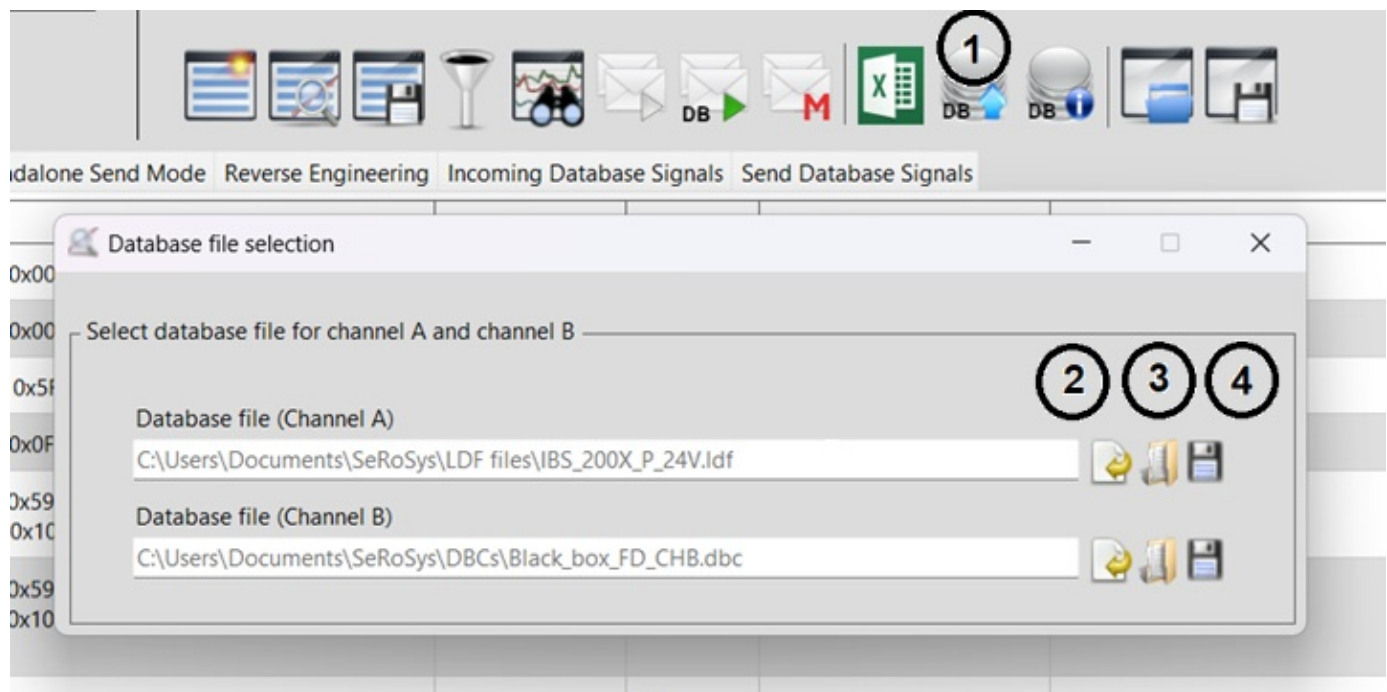 1
DB M X DB DB i
Standalone Send Mode Reverse Engineering Incoming Database Signals Send Database Signals
Database file selection
0x00
0x00
Select database file for channel A and channel B
2 3 4
0x5F
Database file (Channel A)
0x0F
C:\Users\Documents\SeRoSys\LDF files\IBS_200X_P_24V.ldf
0x59
Database file (Channel B)
0x10
C:\Users\Documents\SeRoSys\DBCs\Black_box_FD_CHB.dbc
0x59
0x10